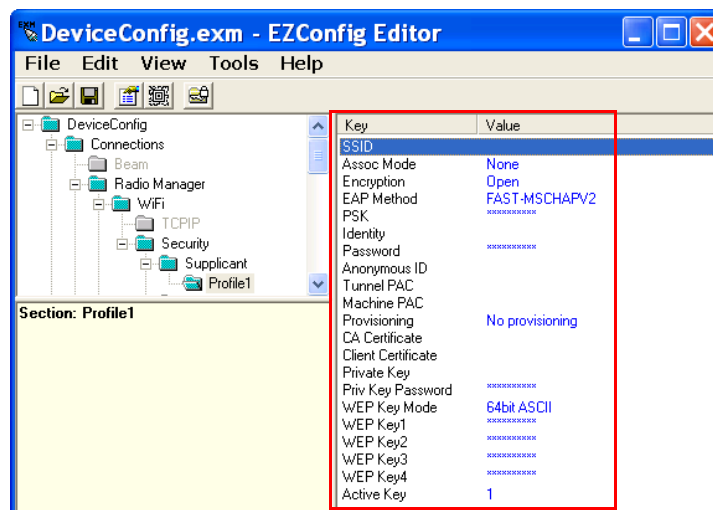 DeviceConfig.exm - EZConfig Editor
File Edit View Tools Help
DeviceConfig
Connections
Beam
Radio Manager
WiFi
TCPIP
Security
Supplicant
Profile1
Section: Profile1
Key Value
SSID
Assoc Mode None
Encryption Open
EAP Method FAST-MSCHAPV2
PSK **********
Identity
Password **********
Anonymous ID
Tunnel PAC
Machine PAC
Provisioning No provisioning
CA Certificate
Client Certificate
Private Key
Priv Key Password **********
WEP Key Mode 64bit ASCII
WEP Key1 **********
WEP Key2 **********
WEP Key3 **********
WEP Key4 **********
Active Key 1